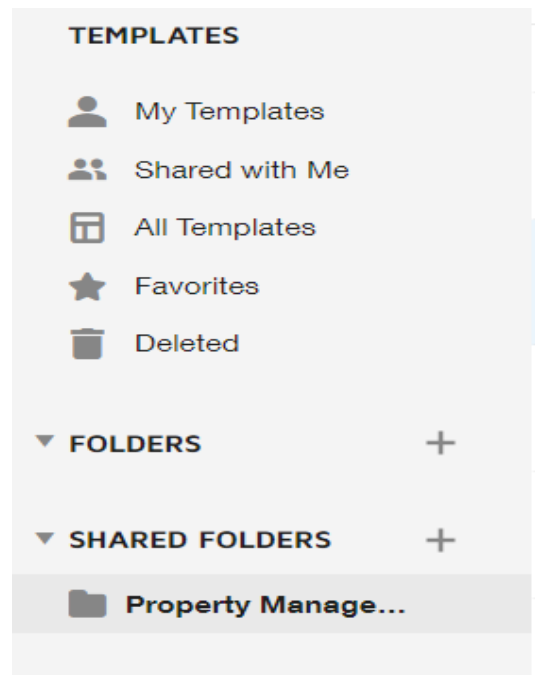 TEMPLATES
My Templates
Shared with Me
All Templates
Favorites
Deleted
FOLDERS
SHARED FOLDERS
Property Manage...